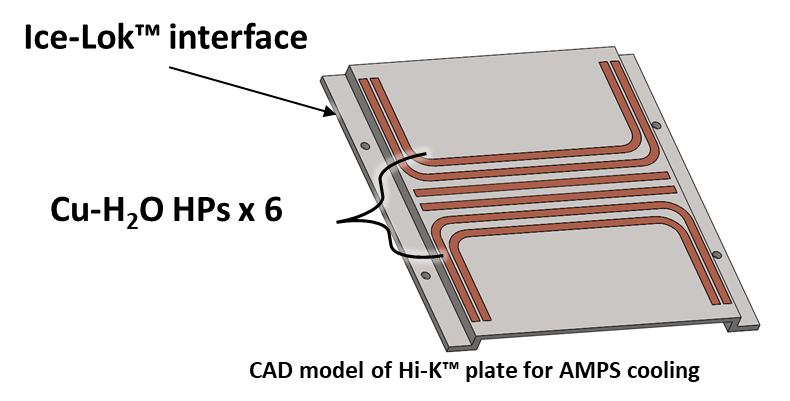 Ice-Lok™ interface
Cu-H₂O HPs x 6
CAD model of Hi-K™ plate for AMPS cooling